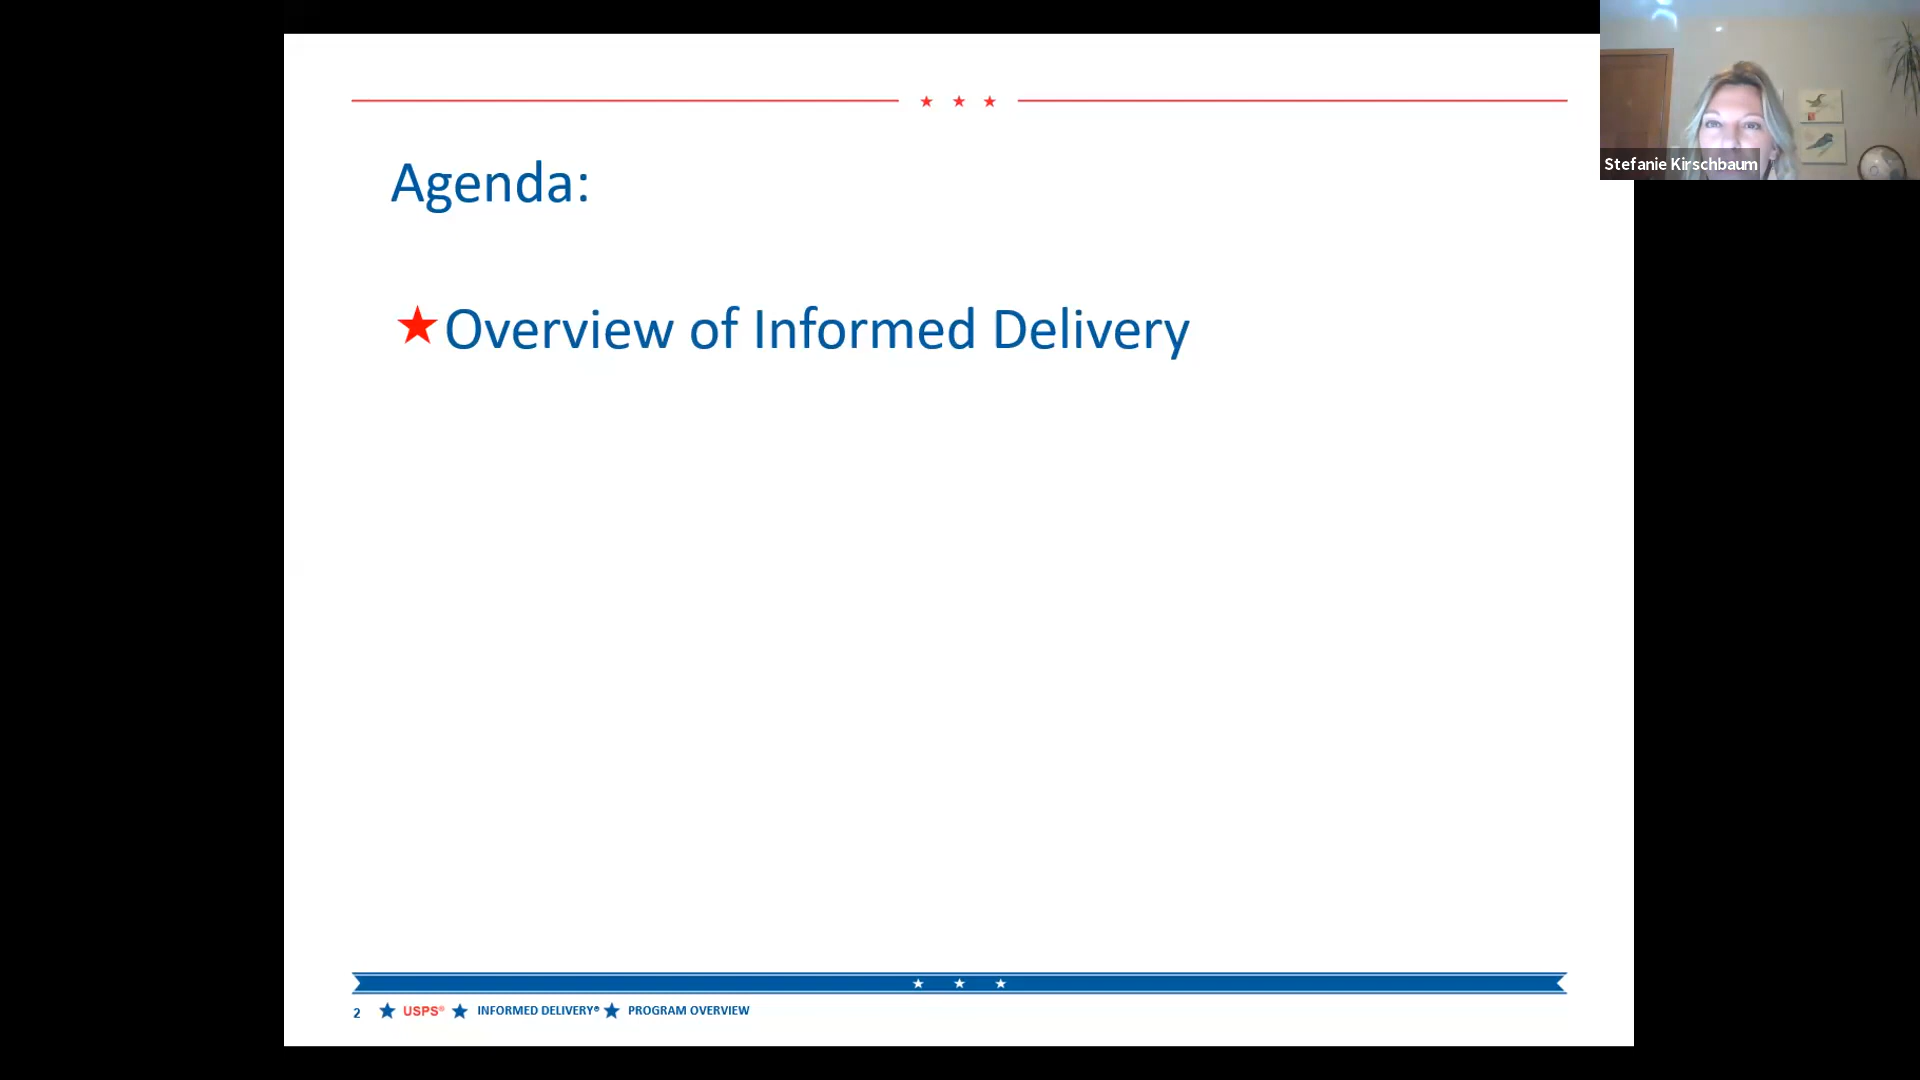 Agenda:
★Overview of Informed Delivery
Stefanie Kirschbaum
2 ★ USPS® ★ INFORMED DELIVERY® ★ PROGRAM OVERVIEW